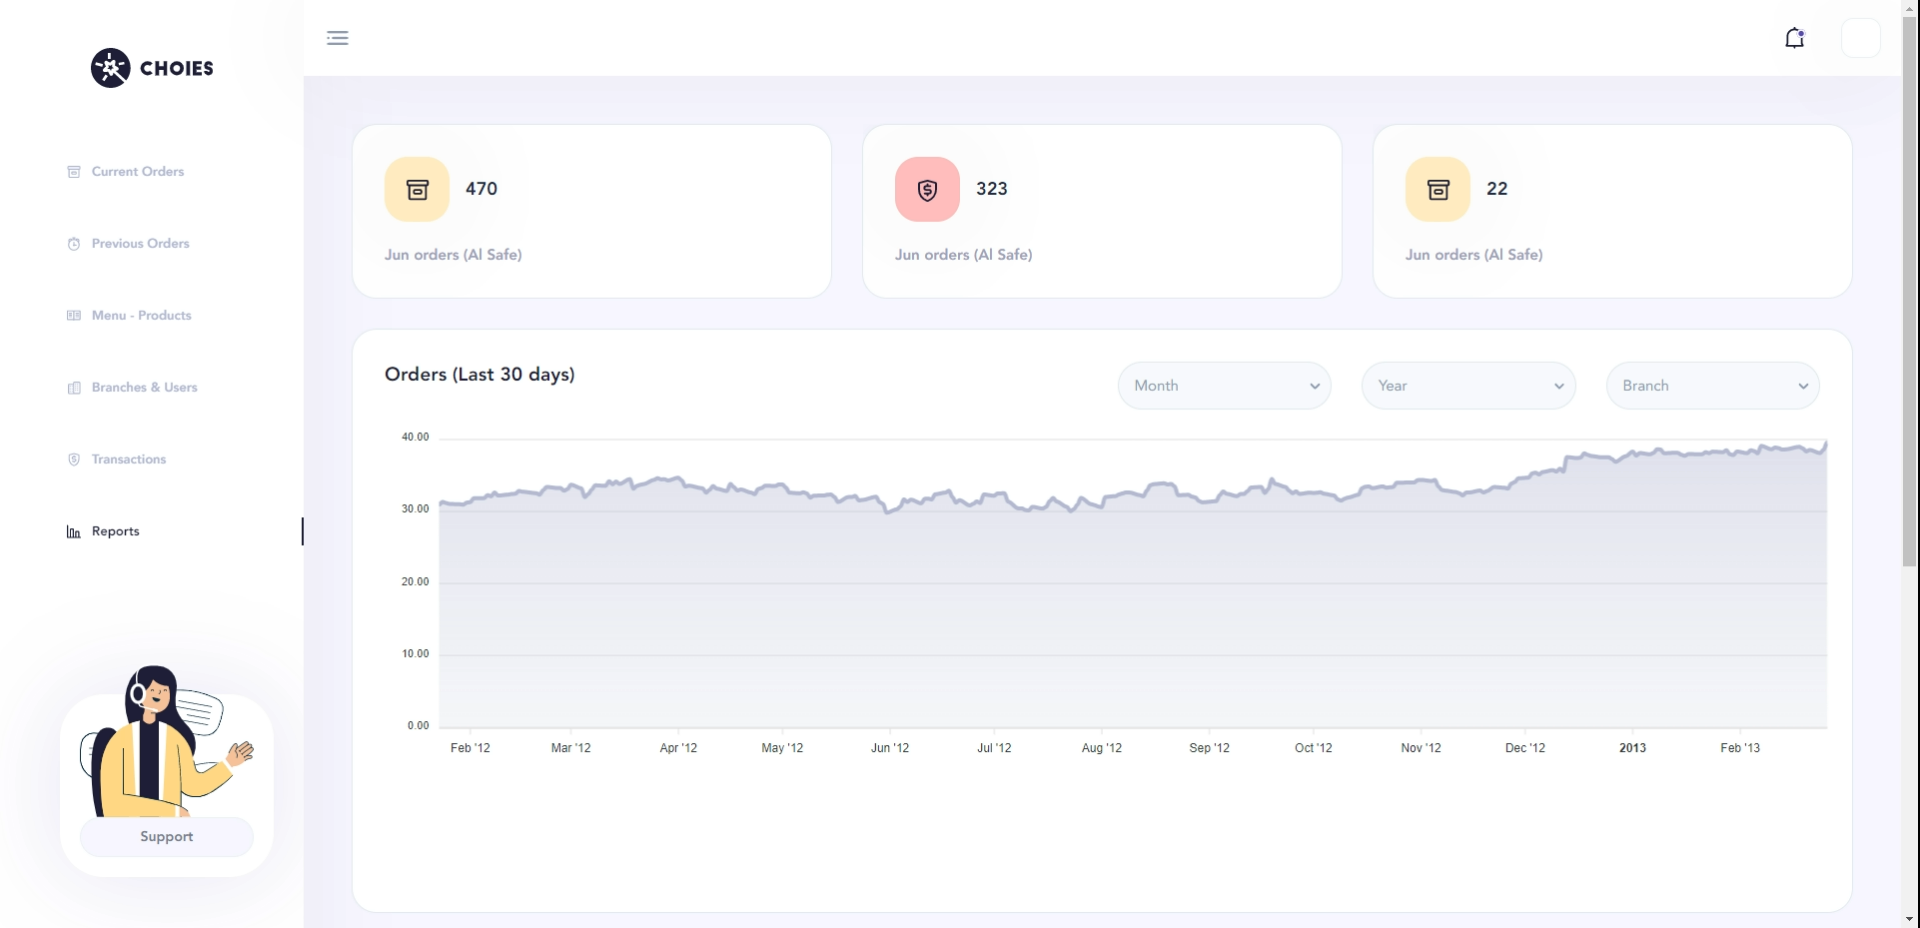 CHOIES
Current Orders
Previous Orders
Menu - Products
Branches & Users
Transactions
Reports
Support
470
Jun orders (Al Safe)
323
Jun orders (Al Safe)
22
Jun orders (Al Safe)
Orders (Last 30 days)
Month
Year
Branch
40.00
30.00
20.00
10.00
0.00
Feb '12 Mar '12 Apr '12 May '12 Jun '12 Jul '12 Aug '12 Sep '12 Oct '12 Nov '12 Dec '12 2013 Feb '13